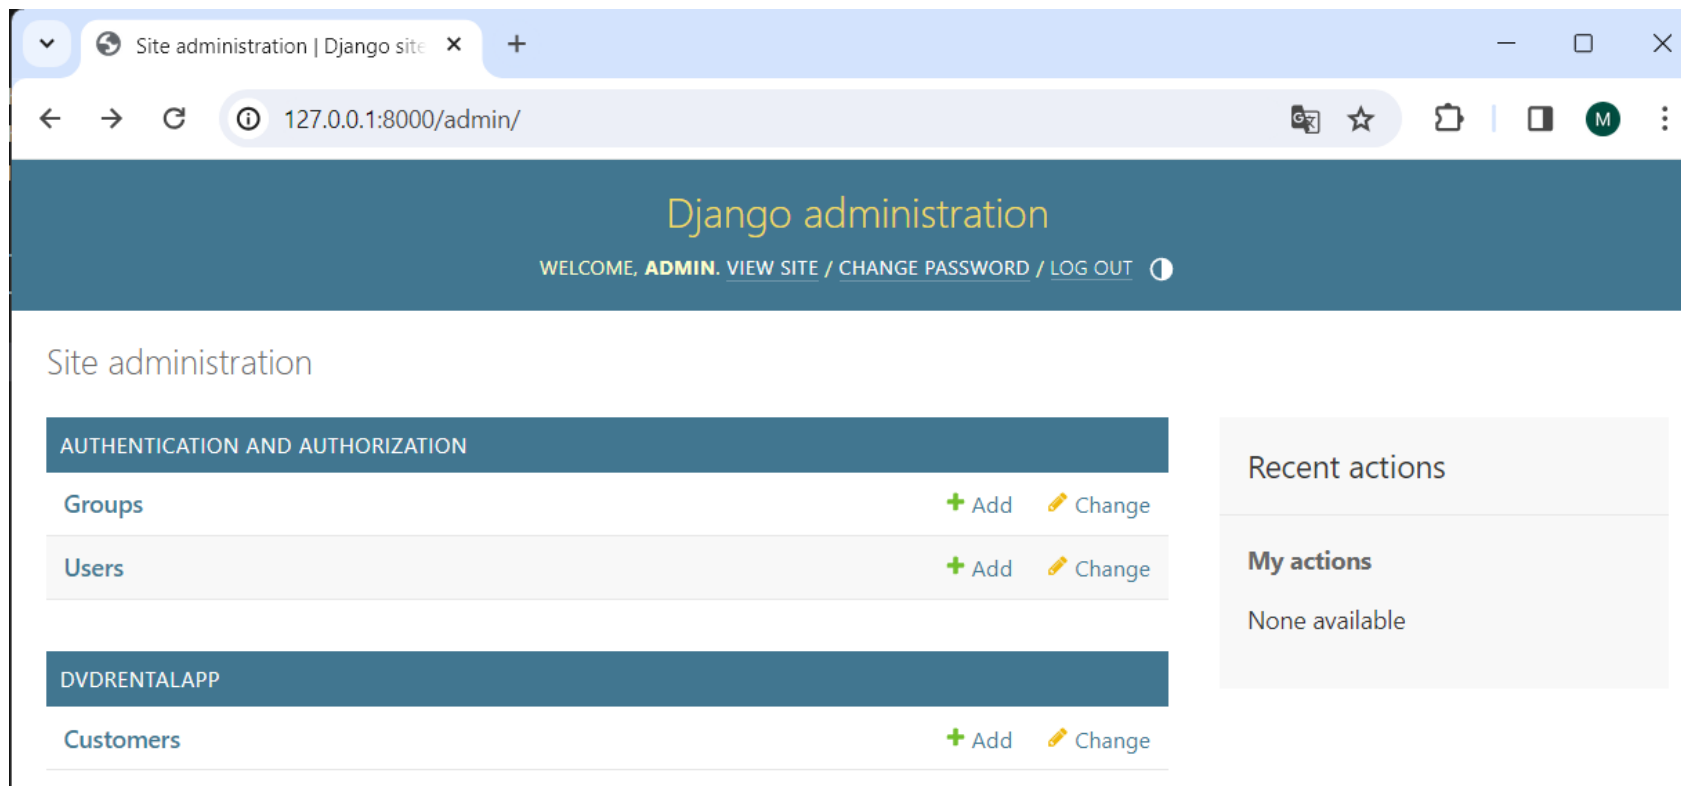 Site administration | Django site
127.0.0.1:8000/admin/
M
Django administration
WELCOME, ADMIN. VIEW SITE / CHANGE PASSWORD / LOG OUT
Site administration
AUTHENTICATION AND AUTHORIZATION
Groups Add Change
Users Add Change
DVDRENTALAPP
Customers Add Change
Recent actions
My actions
None available